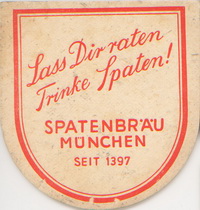 Lass Dir raten
Trinke Spaten!
SPATENBRÄU
MÜNCHEN
SEIT 1397